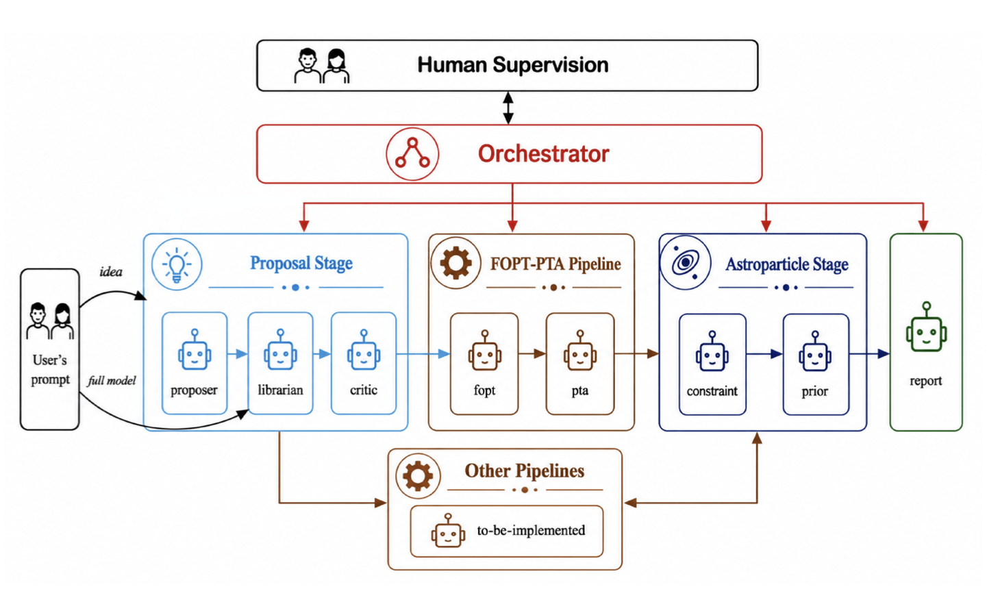 Human Supervision
Orchestrator
idea
Proposal Stage
FOPT-PTA Pipeline
Astroparticle Stage
User's
prompt
full model
proposer
librarian
critic
fopt
pta
constraint
prior
report
Other Pipelines
to-be-implemented